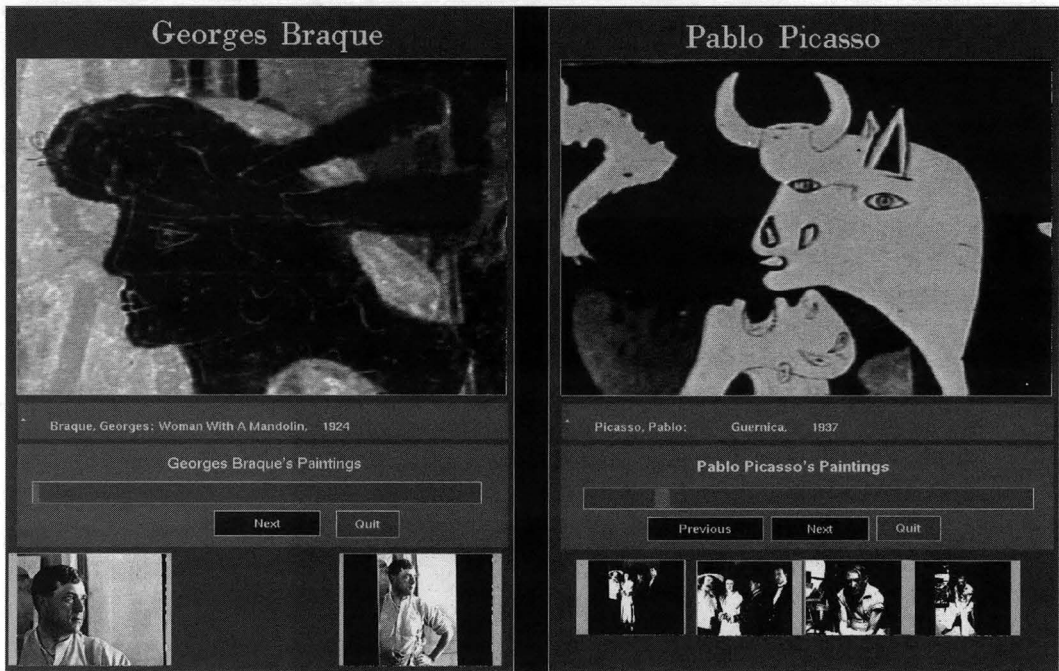 Georges Braque
Braque, Georges: Woman With A Mandolin, 1924
Georges Braque's Paintings
Next
Quit
Pablo Picasso
Picasso, Pablo: Guernica, 1937
Pablo Picasso's Paintings
Previous
Next
Quit